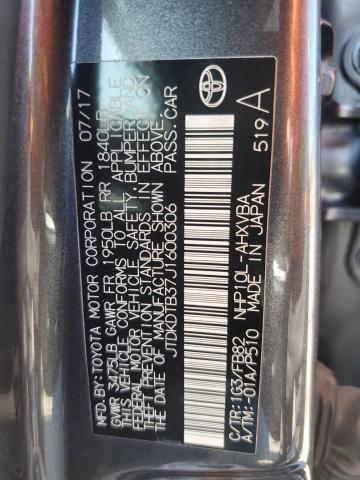 MFD.BY: TOYOTA MOTOR CORPORATION 07/17
GVWR 3475LB GAWR FR 1950LB RR 1840LB
THIS VEHICLE CONFORMS TO ALL APPLICABLE
FEDERAL MOTOR VEHICLE SAFETY, BUMPER, AND
THEFT PREVENTION STANDARDS IN EFFECT
ON THE DATE OF MANUFACTURE SHOWN ABOVE.
JTDKDTB37J1600306 PASS. CAR
C/TR: 1G3/FB82 NHP10L-AHXVBA
A/TM: -01A/P510 MADE IN JAPAN
519 A